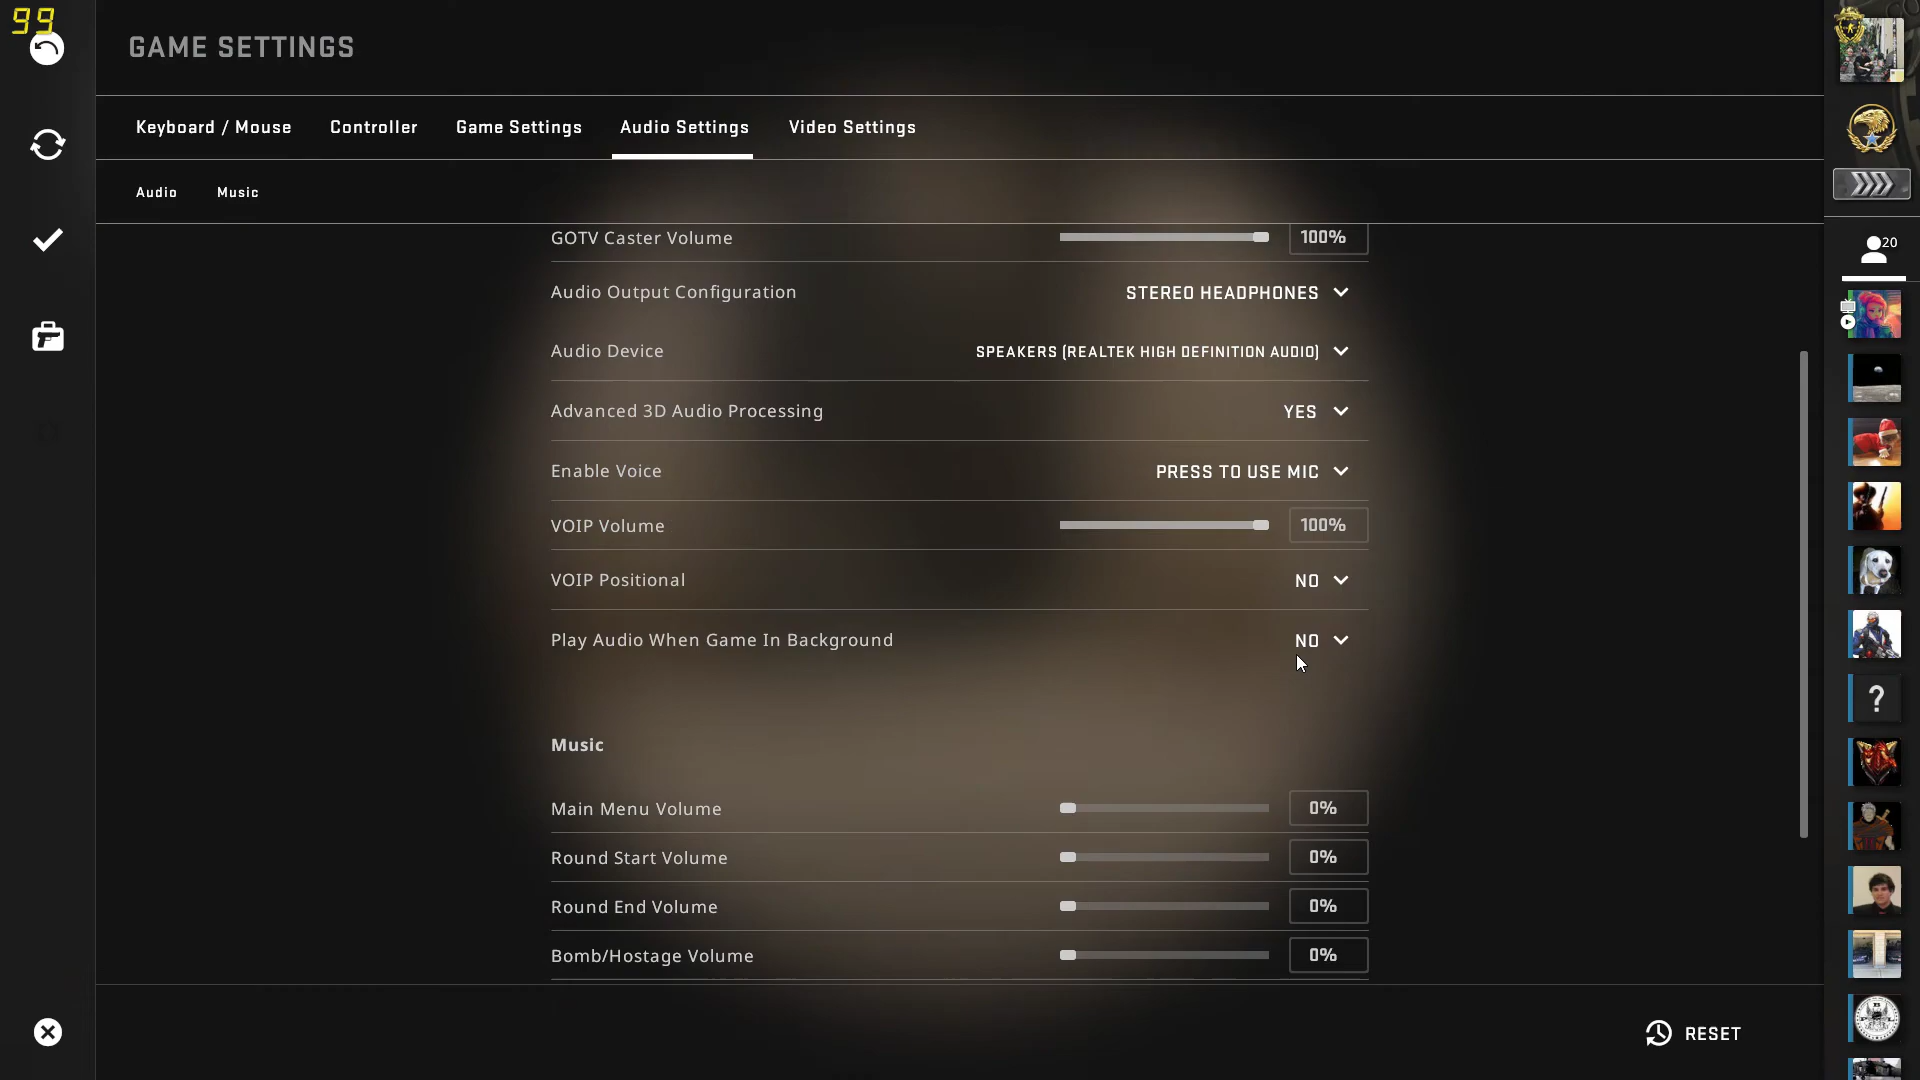 99
GAME SETTINGS
Keyboard / Mouse
Controller
Game Settings
Audio Settings
Video Settings
Audio
Music
GOTV Caster Volume
100%
Audio Output Configuration
STEREO HEADPHONES
Audio Device
SPEAKERS (REALTEK HIGH DEFINITION AUDIO)
Advanced 3D Audio Processing
YES
Enable Voice
PRESS TO USE MIC
VOIP Volume
100%
VOIP Positional
NO
Play Audio When Game In Background
NO
Music
Main Menu Volume
0%
Round Start Volume
0%
Round End Volume
0%
Bomb/Hostage Volume
0%
RESET
20
?